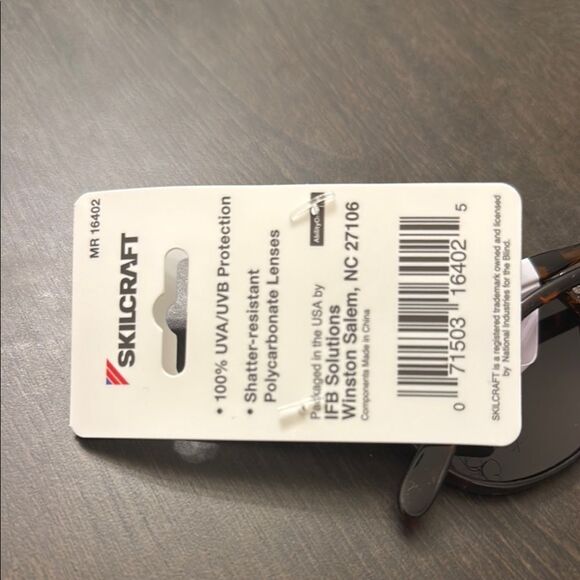 MR 16402
SKILCRAFT
• 100% UVA/UVB Protection
• Shatter-resistant
Polycarbonate Lenses
Packaged in the USA by
IFB Solutions
Winston Salem, NC 27106
Components Made in China
0 71503 16402 5
SKILCRAFT is a registered trademark owned and licensed
by National Industries for the Blind.